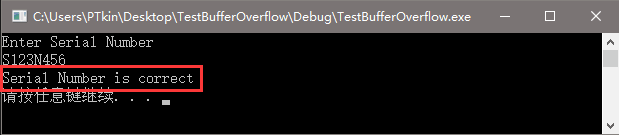 C:\Users\PTkin\Desktop\TestBufferOverflow\Debug\TestBufferOverflow.exe
Enter Serial Number
S123N456
Serial Number is correct
请按任意键继续. . .